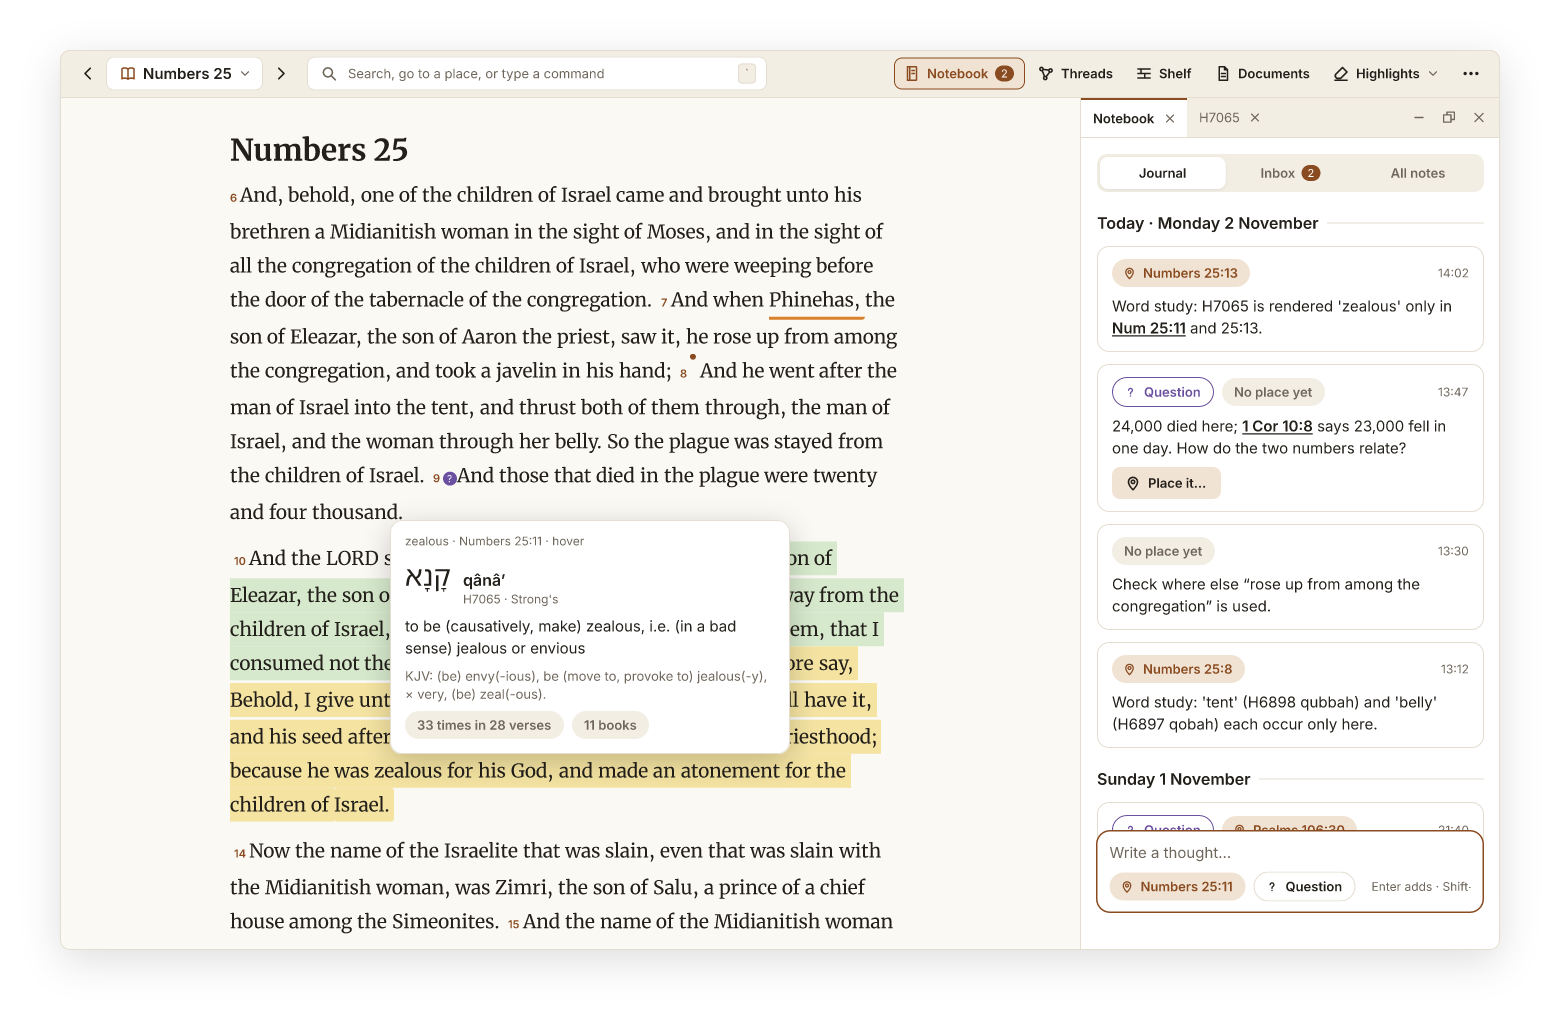 Numbers 25
Search, go to a place, or type a command
Notebook 2
Threads
Shelf
Documents
Highlights
Numbers 25
6 And, behold, one of the children of Israel came and brought unto his
brethren a Midianitish woman in the sight of Moses, and in the sight of
all the congregation of the children of Israel, who were weeping before
the door of the tabernacle of the congregation. 7 And when Phinehas, the
son of Eleazar, the son of Aaron the priest, saw it, he rose up from among
the congregation, and took a javelin in his hand; 8 And he went after the
man of Israel into the tent, and thrust both of them through, the man of
Israel, and the woman through her belly. So the plague was stayed from
the children of Israel. 9 ? And those that died in the plague were twenty
and four thousand.
10 And the LORD s
on of
Eleazar, the son o
vay from the
children of Israel,
em, that I
consumed not the
ore say,
Behold, I give unt
ll have it,
and his seed after
riesthood;
because he was zealous for his God, and made an atonement for the
children of Israel.
14 Now the name of the Israelite that was slain, even that was slain with
the Midianitish woman, was Zimri, the son of Salu, a prince of a chief
house among the Simeonites. 15 And the name of the Midianitish woman
zealous · Numbers 25:11 · hover
קָנָא qânâʼ
H7065 · Strong's
to be (causatively, make) zealous, i.e. (in a bad
sense) jealous or envious
KJV: (be) envy(-ious), be (move to, provoke to) jealous(-y),
× very, (be) zeal(-ous).
33 times in 28 verses
11 books
Notebook
H7065
Journal
Inbox 2
All notes
Today · Monday 2 November
Numbers 25:13
14:02
Word study: H7065 is rendered 'zealous' only in
Num 25:11 and 25:13.
? Question
No place yet
13:47
24,000 died here; 1 Cor 10:8 says 23,000 fell in
one day. How do the two numbers relate?
Place it…
No place yet
13:30
Check where else “rose up from among the
congregation” is used.
Numbers 25:8
13:12
Word study: 'tent' (H6898 qubbah) and 'belly'
(H6897 qobah) each occur only here.
Sunday 1 November
? Question
Psalms 106:30
21:40
Write a thought…
Numbers 25:11
? Question
Enter adds · Shift-